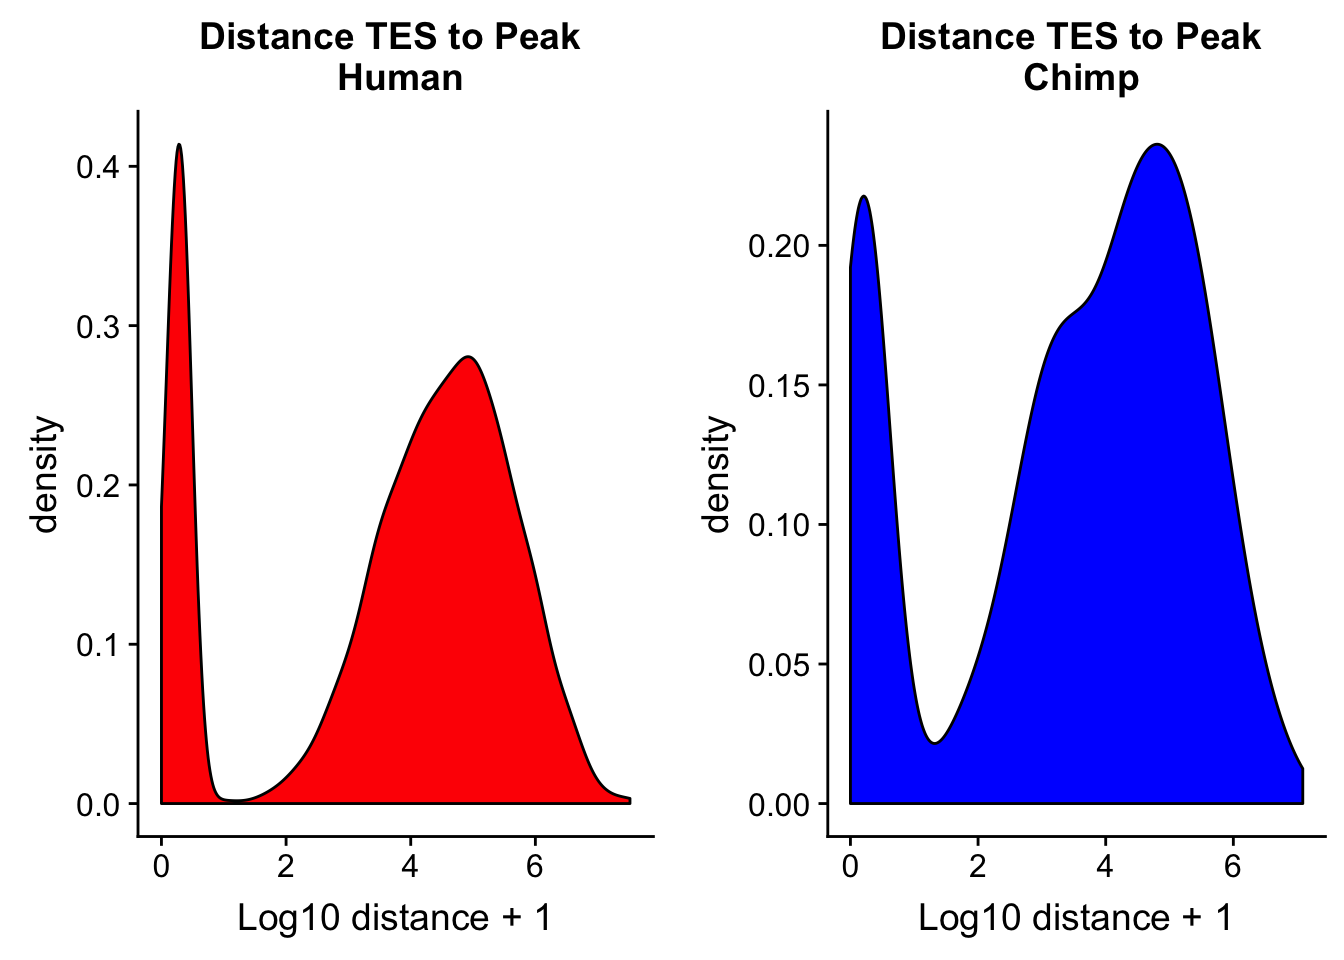 Distance TES to Peak
Human
0.4
0.3
0.2
0.1
0.0
density
0 2 4 6
Log10 distance + 1
Distance TES to Peak
Chimp
0.20
0.15
0.10
0.05
0.00
density
0 2 4 6
Log10 distance + 1